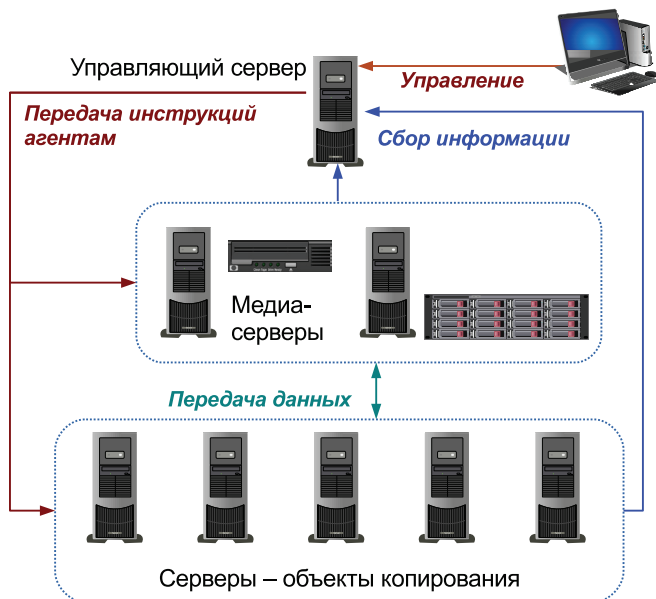 Управляющий сервер
Управление
Передача инструкций
агентам
Сбор информации
Медиа-
серверы
Передача данных
Серверы – объекты копирования